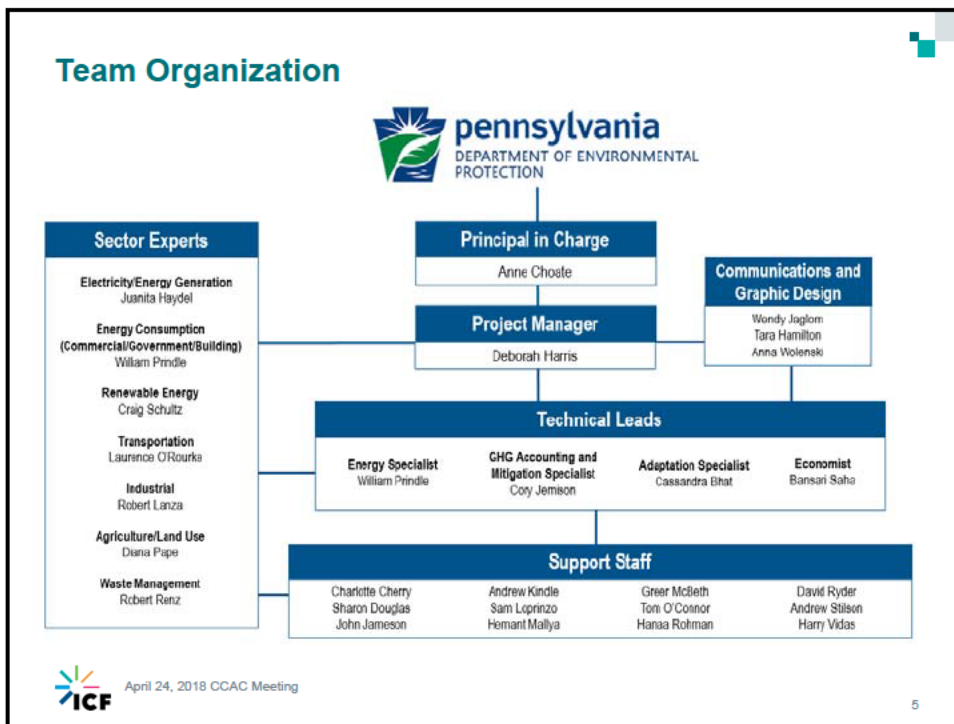 Team Organization
pennsylvania
DEPARTMENT OF ENVIRONMENTAL
PROTECTION
Sector Experts
Electricity/Energy Generation
Juanita Haydel
Energy Consumption
(Commercial/Government/Building)
William Prindle
Renewable Energy
Craig Schultz
Transportation
Laurence O'Rourke
Industrial
Robert Lanza
Agriculture/Land Use
Diana Pape
Waste Management
Robert Renz
Principal in Charge
Anne Choate
Project Manager
Deborah Harris
Communications and
Graphic Design
Wendy Jaglom
Tara Hamilton
Anna Wolenski
Technical Leads
Energy Specialist
William Prindle
GHG Accounting and
Mitigation Specialist
Cory Jemison
Adaptation Specialist
Cassandra Bhat
Economist
Bansari Saha
Support Staff
Charlotte Cherry
Sharon Douglas
John Jameson
Andrew Kindle
Sam Loprinzo
Hemant Mallya
Greer McBeth
Tom O'Connor
Hanaa Rohman
David Ryder
Andrew Stilson
Harry Vidas
ICF
April 24, 2018 CCAC Meeting
5